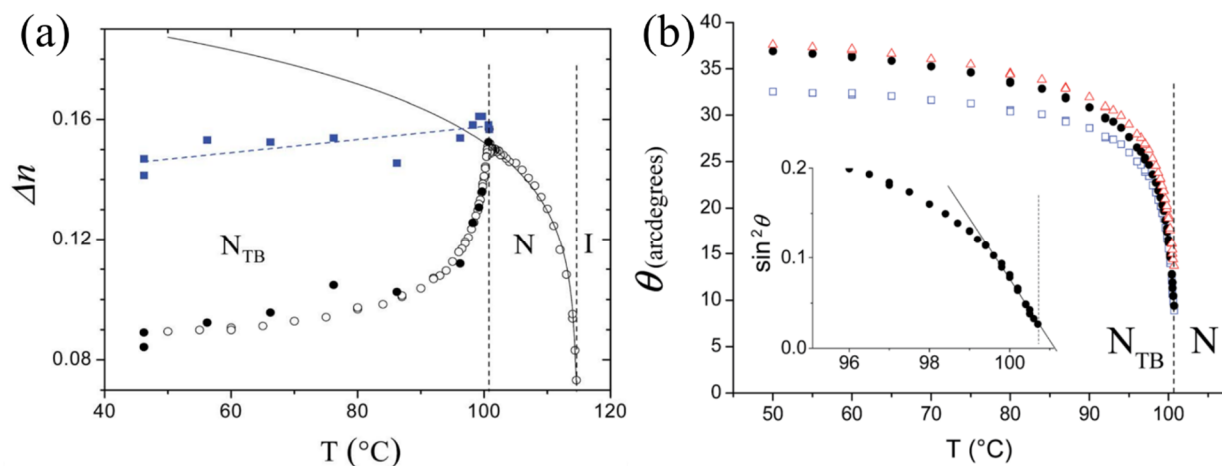 (a)
Δn
0.16
0.12
0.08
N_TB
N
I
40
60
80
100
120
T (°C)
(b)
θ (arcdegrees)
40
35
30
25
20
15
10
5
0
sin²θ
0.2
0.1
0.0
96
98
100
N_TB
N
50
60
70
80
90
100
T (°C)